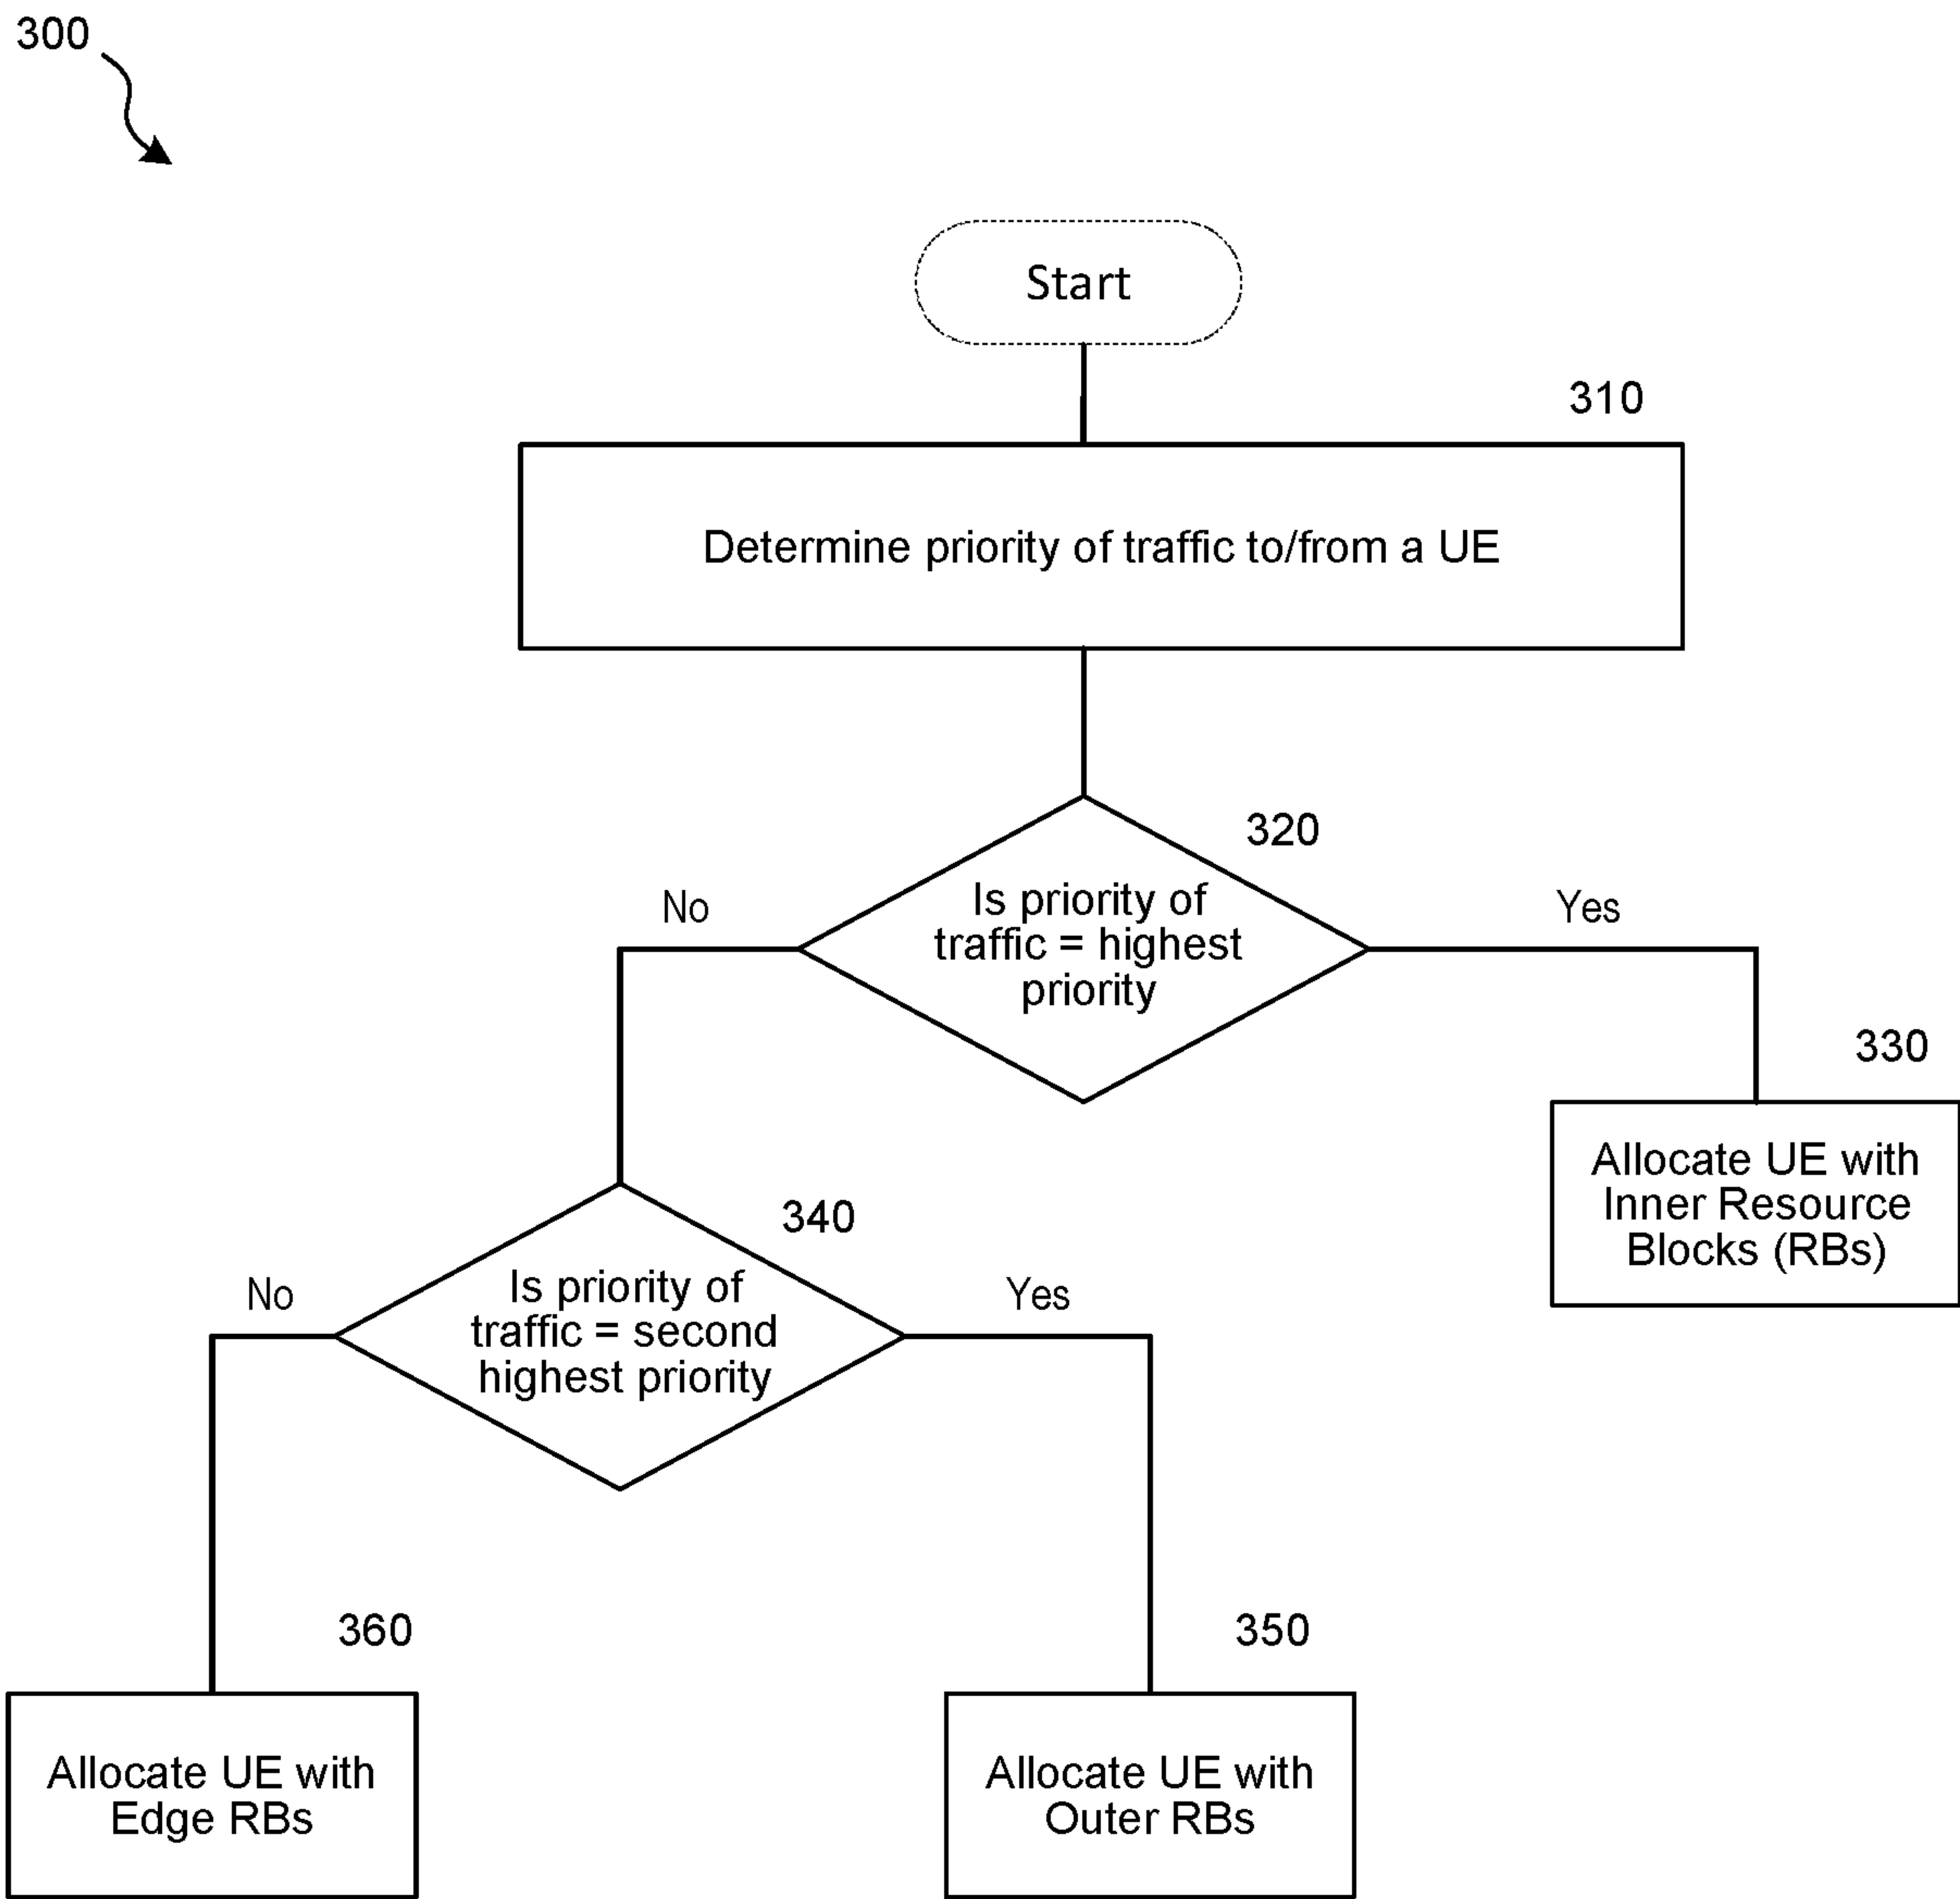 300
Start
310
Determine priority of traffic to/from a UE
320
Is priority of
traffic = highest
priority
No
Yes
330
Allocate UE with
Inner Resource
Blocks (RBs)
340
Is priority of
traffic = second
highest priority
No
Yes
360
Allocate UE with
Edge RBs
350
Allocate UE with
Outer RBs